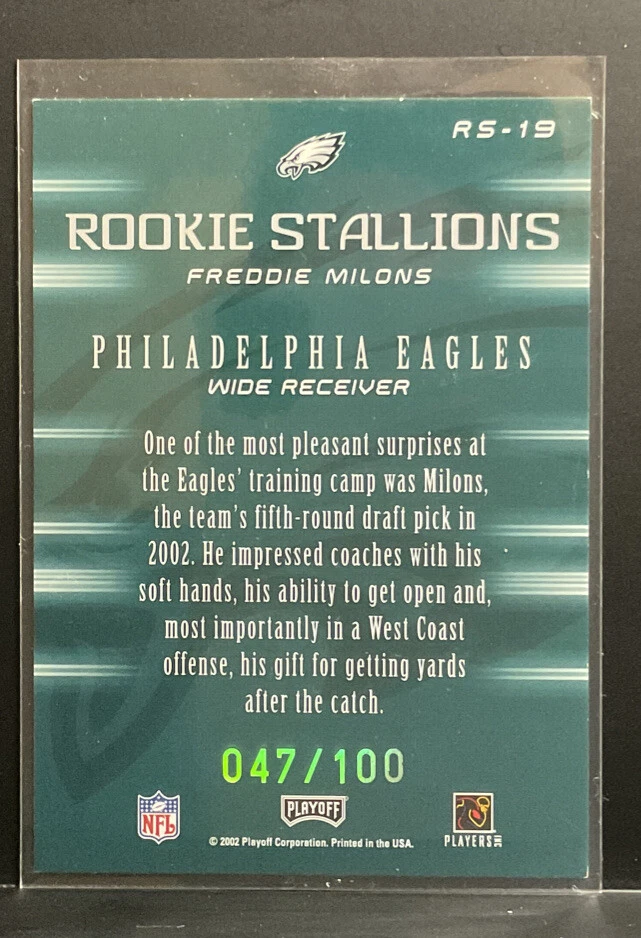 RS-19
ROOKIE STALLIONS
FREDDIE MILONS
PHILADELPHIA EAGLES
WIDE RECEIVER
One of the most pleasant surprises at
the Eagles' training camp was Milons,
the team's fifth-round draft pick in
2002. He impressed coaches with his
soft hands, his ability to get open and,
most importantly in a West Coast
offense, his gift for getting yards
after the catch.
047/100
NFL
PLAYOFF
PLAYERS INC
© 2002 Playoff Corporation. Printed in the USA.